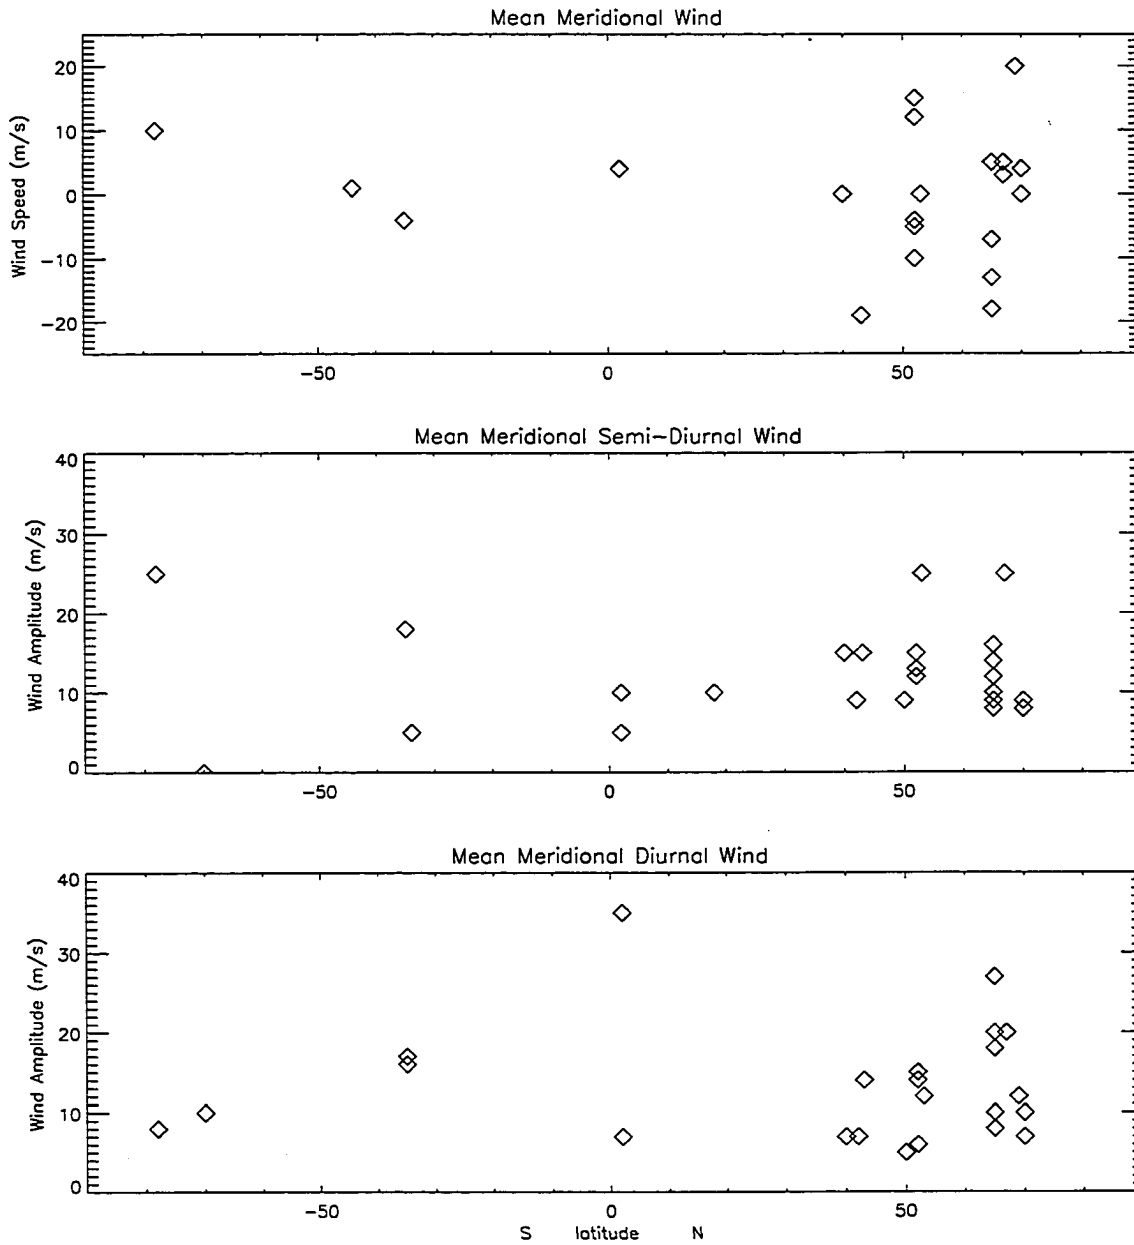 Mean Meridional Wind
Wind Speed (m/s)
20
10
0
−10
−20
−50 0 50
Mean Meridional Semi−Diurnal Wind
Wind Amplitude (m/s)
40
30
20
10
0
−50 0 50
Mean Meridional Diurnal Wind
Wind Amplitude (m/s)
40
30
20
10
0
−50 0 50
S latitude N